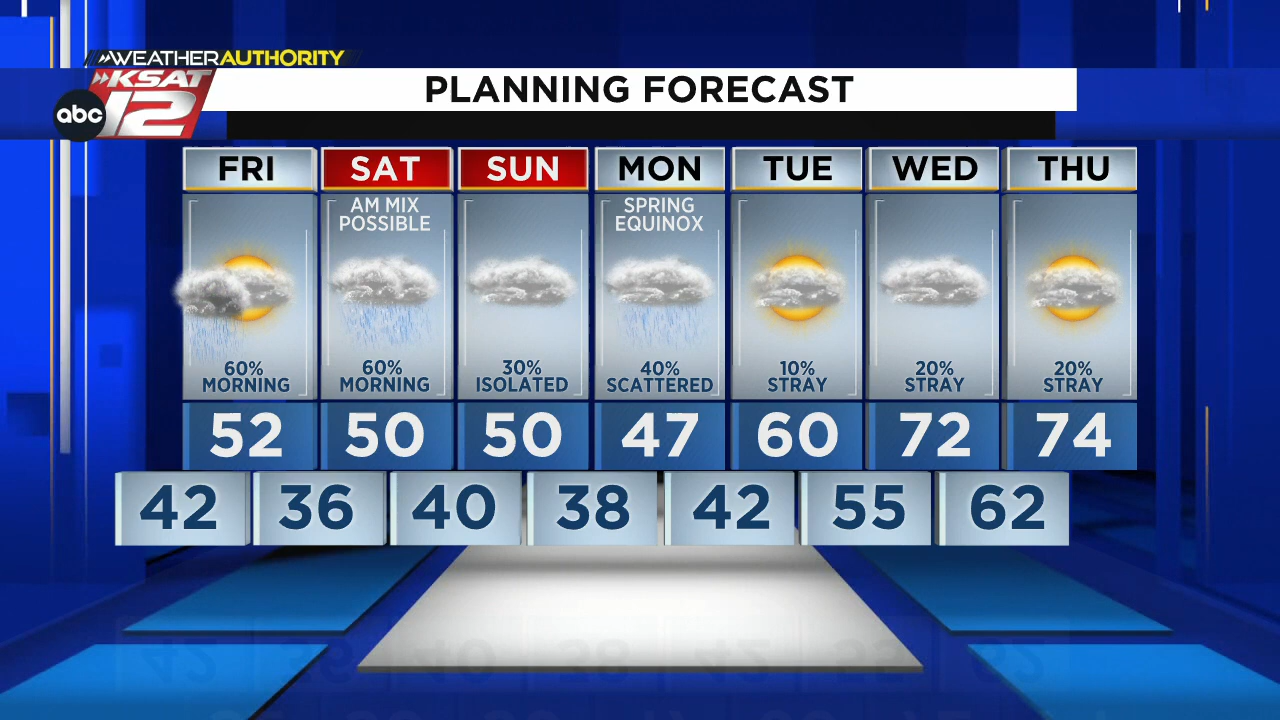 WEATHERAUTHORITY
KSAT
abc 12
PLANNING FORECAST
FRI SAT SUN MON TUE WED THU
AM MIX SPRING
POSSIBLE EQUINOX
60% 60% 30% 40% 10% 20% 20%
MORNING MORNING ISOLATED SCATTERED STRAY STRAY STRAY
52 50 50 47 60 72 74
42 36 40 38 42 55 62